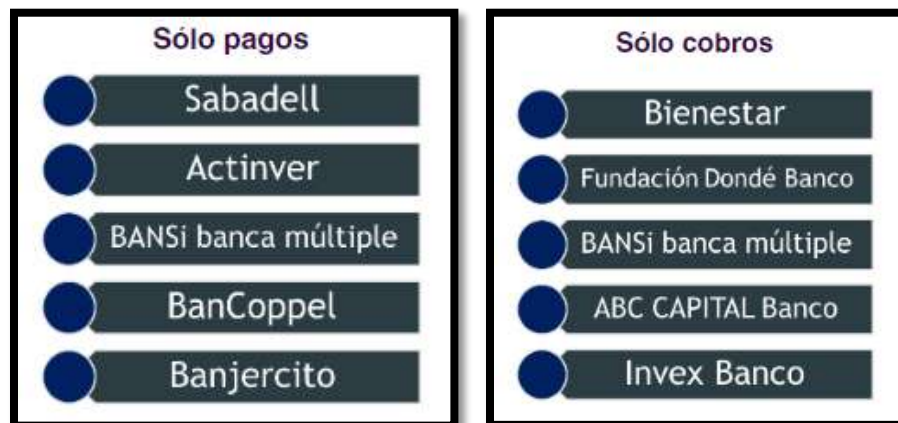 Sólo pagos
Sabadell
Actinver
BANSi banca múltiple
BanCoppel
Banjercito
Sólo cobros
Bienestar
Fundación Dondé Banco
BANSi banca múltiple
ABC CAPITAL Banco
Invex Banco